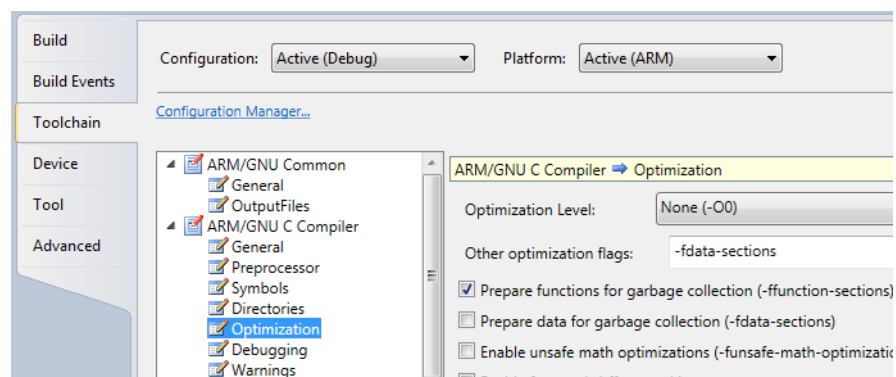 Build
Build Events
Toolchain
Device
Tool
Advanced
Configuration: Active (Debug) Platform: Active (ARM)
Configuration Manager...
ARM/GNU Common
General
OutputFiles
ARM/GNU C Compiler
General
Preprocessor
Symbols
Directories
Optimization
Debugging
Warnings
ARM/GNU C Compiler ➡ Optimization
Optimization Level: None (-O0)
Other optimization flags: -fdata-sections
Prepare functions for garbage collection (-ffunction-sections)
Prepare data for garbage collection (-fdata-sections)
Enable unsafe math optimizations (-funsafe-math-optimizatio